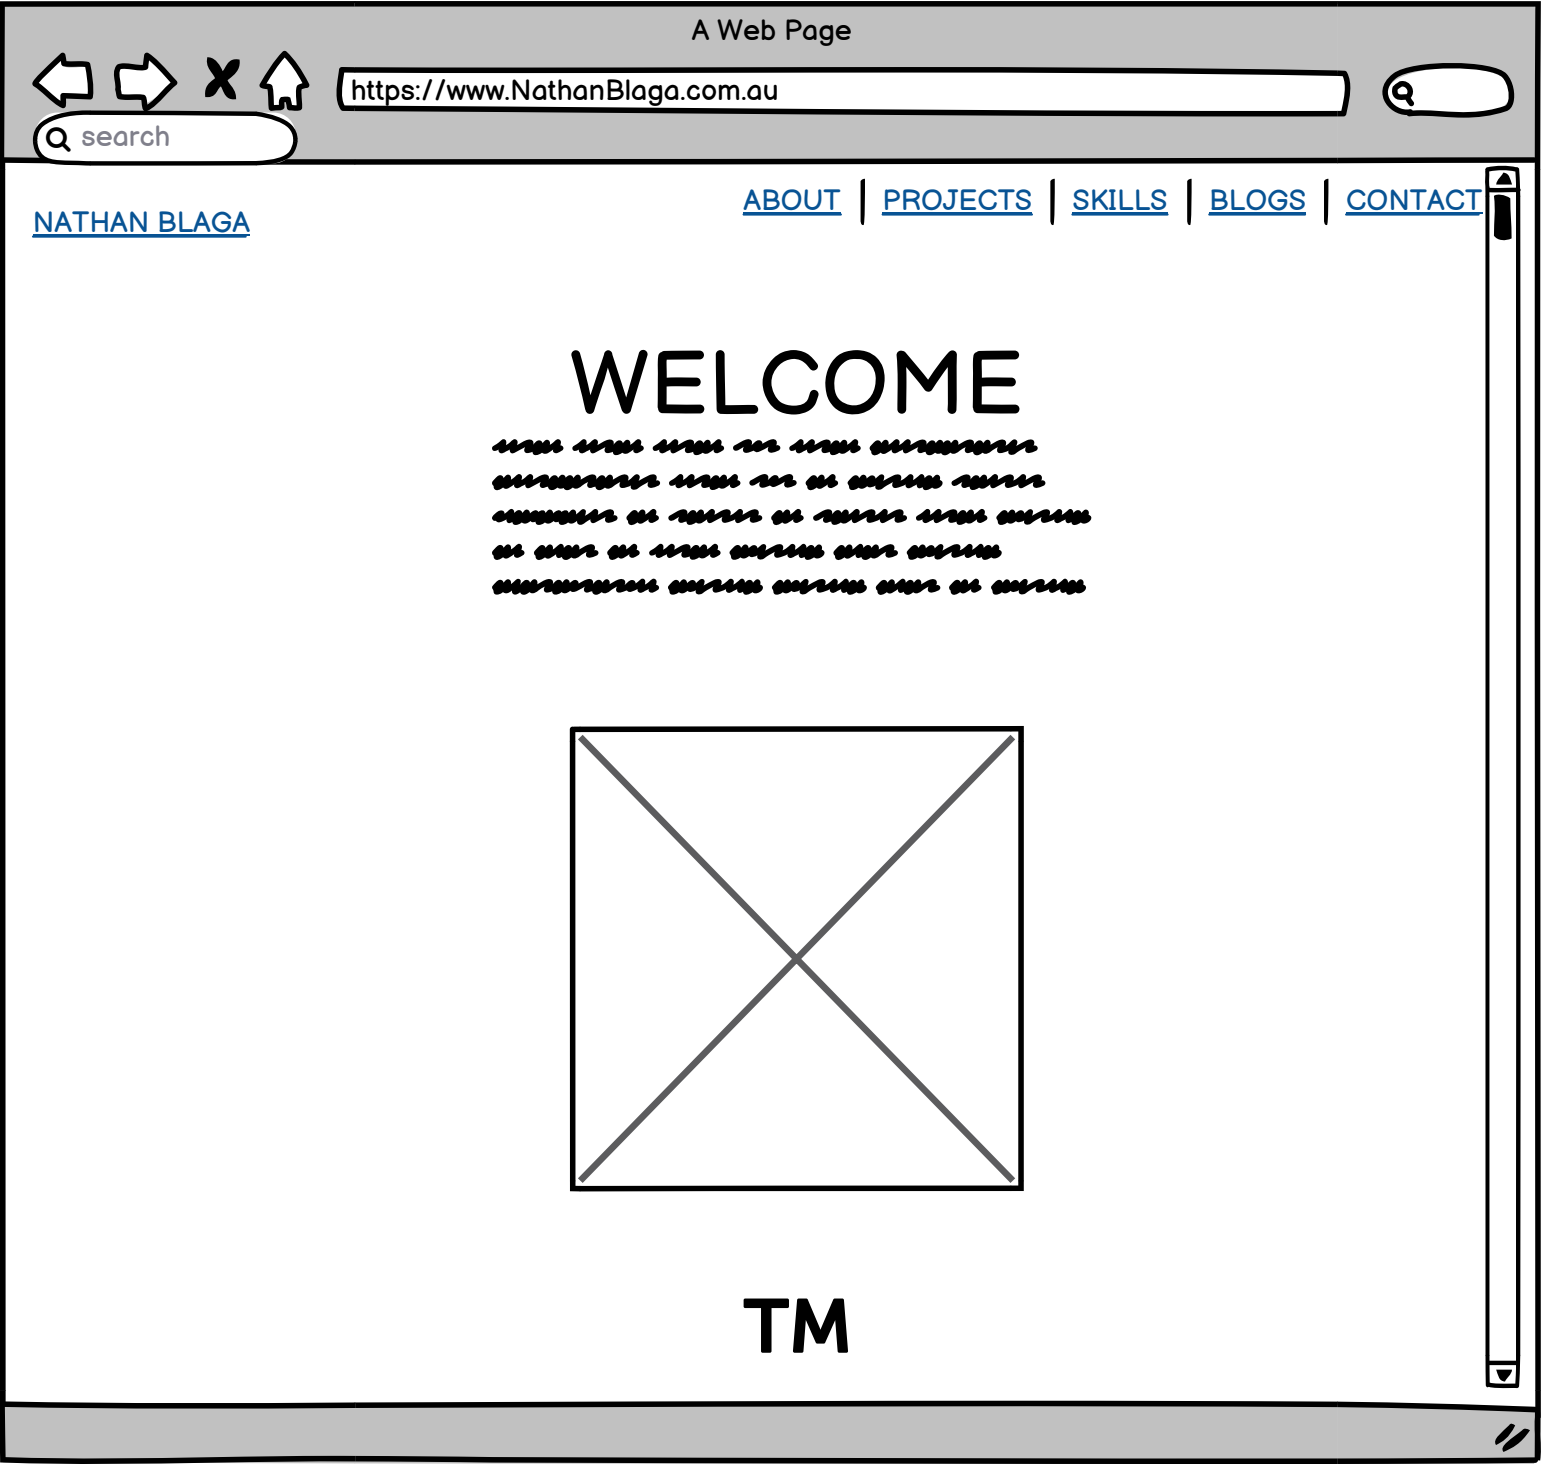 A Web Page
https://www.NathanBlaga.com.au
search
ABOUT | PROJECTS | SKILLS | BLOGS | CONTACT
NATHAN BLAGA
WELCOME
TM